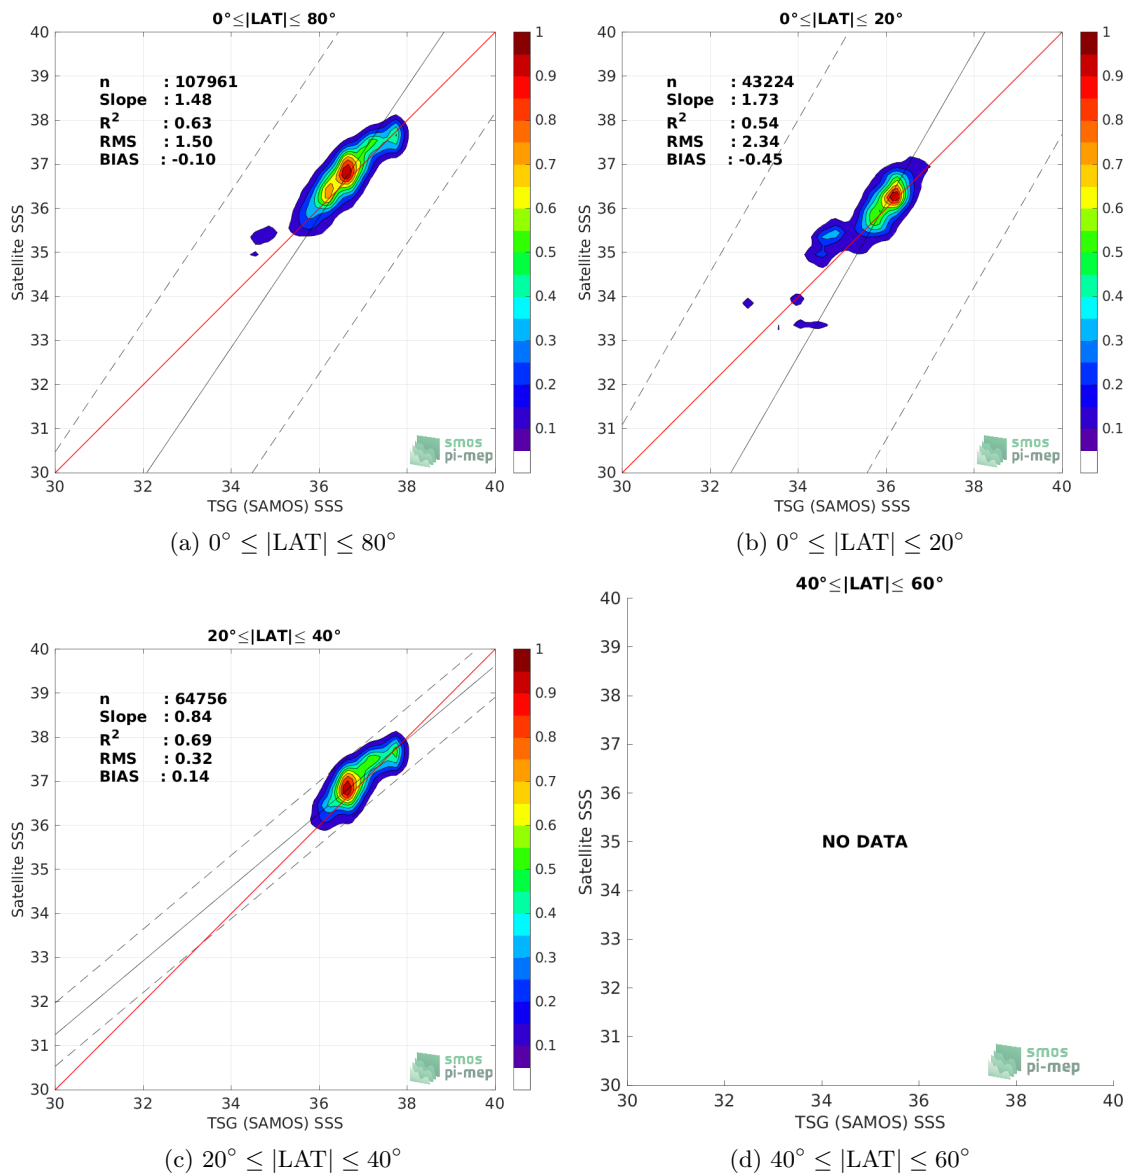 0°≤|LAT|≤ 80°
40
39
38
37
36
35
34
33
32
31
30
Satellite SSS
n : 107961
Slope : 1.48
R² : 0.63
RMS : 1.50
BIAS : -0.10
smos
pi-mep
30 32 34 36 38 40
TSG (SAMOS) SSS
1
0.9
0.8
0.7
0.6
0.5
0.4
0.3
0.2
0.1
(a) 0° ≤ |LAT| ≤ 80°
0°≤|LAT|≤ 20°
40
39
38
37
36
35
34
33
32
31
30
Satellite SSS
n : 43224
Slope : 1.73
R² : 0.54
RMS : 2.34
BIAS : -0.45
smos
pi-mep
30 32 34 36 38 40
TSG (SAMOS) SSS
1
0.9
0.8
0.7
0.6
0.5
0.4
0.3
0.2
0.1
(b) 0° ≤ |LAT| ≤ 20°
20°≤|LAT|≤ 40°
40
39
38
37
36
35
34
33
32
31
30
Satellite SSS
n : 64756
Slope : 0.84
R² : 0.69
RMS : 0.32
BIAS : 0.14
smos
pi-mep
30 32 34 36 38 40
TSG (SAMOS) SSS
1
0.9
0.8
0.7
0.6
0.5
0.4
0.3
0.2
0.1
(c) 20° ≤ |LAT| ≤ 40°
40°≤|LAT|≤ 60°
40
39
38
37
36
35
34
33
32
31
30
Satellite SSS
NO DATA
smos
pi-mep
30 32 34 36 38 40
TSG (SAMOS) SSS
(d) 40° ≤ |LAT| ≤ 60°